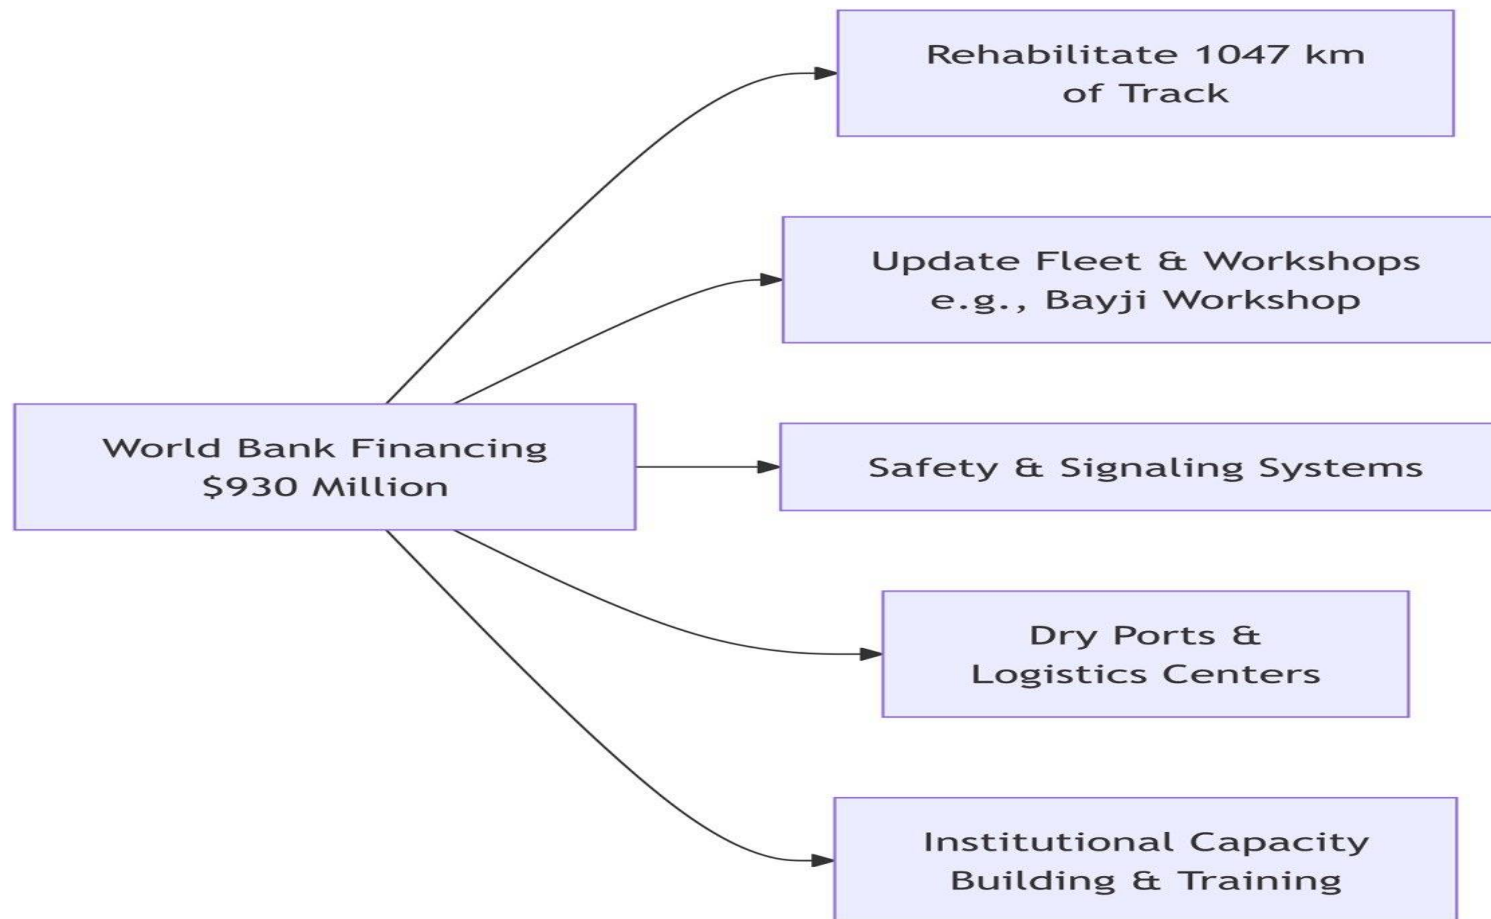 Rehabilitate 1047 km
of Track
Update Fleet & Workshops
e.g., Bayji Workshop
World Bank Financing
$930 Million
Safety & Signaling Systems
Dry Ports &
Logistics Centers
Institutional Capacity
Building & Training